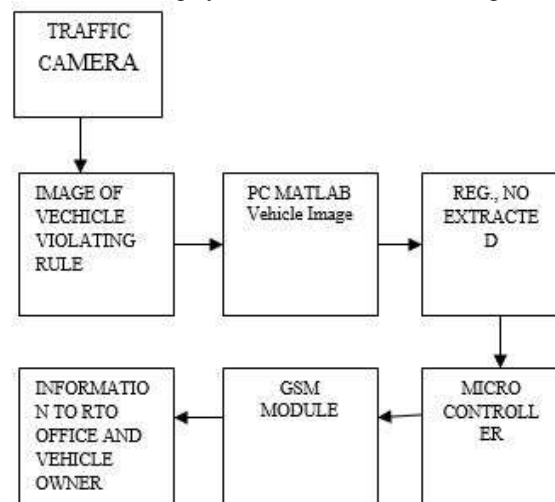 TRAFFIC
CAMERA
IMAGE OF
VECHICLE
VIOLATING
RULE
PC MATLAB
Vehicle Image
REG., NO
EXTRACTE
D
INFORMATIO
N TO RTO
OFFICE AND
VEHICLE
OWNER
GSM
MODULE
MICRO
CONTROLL
ER